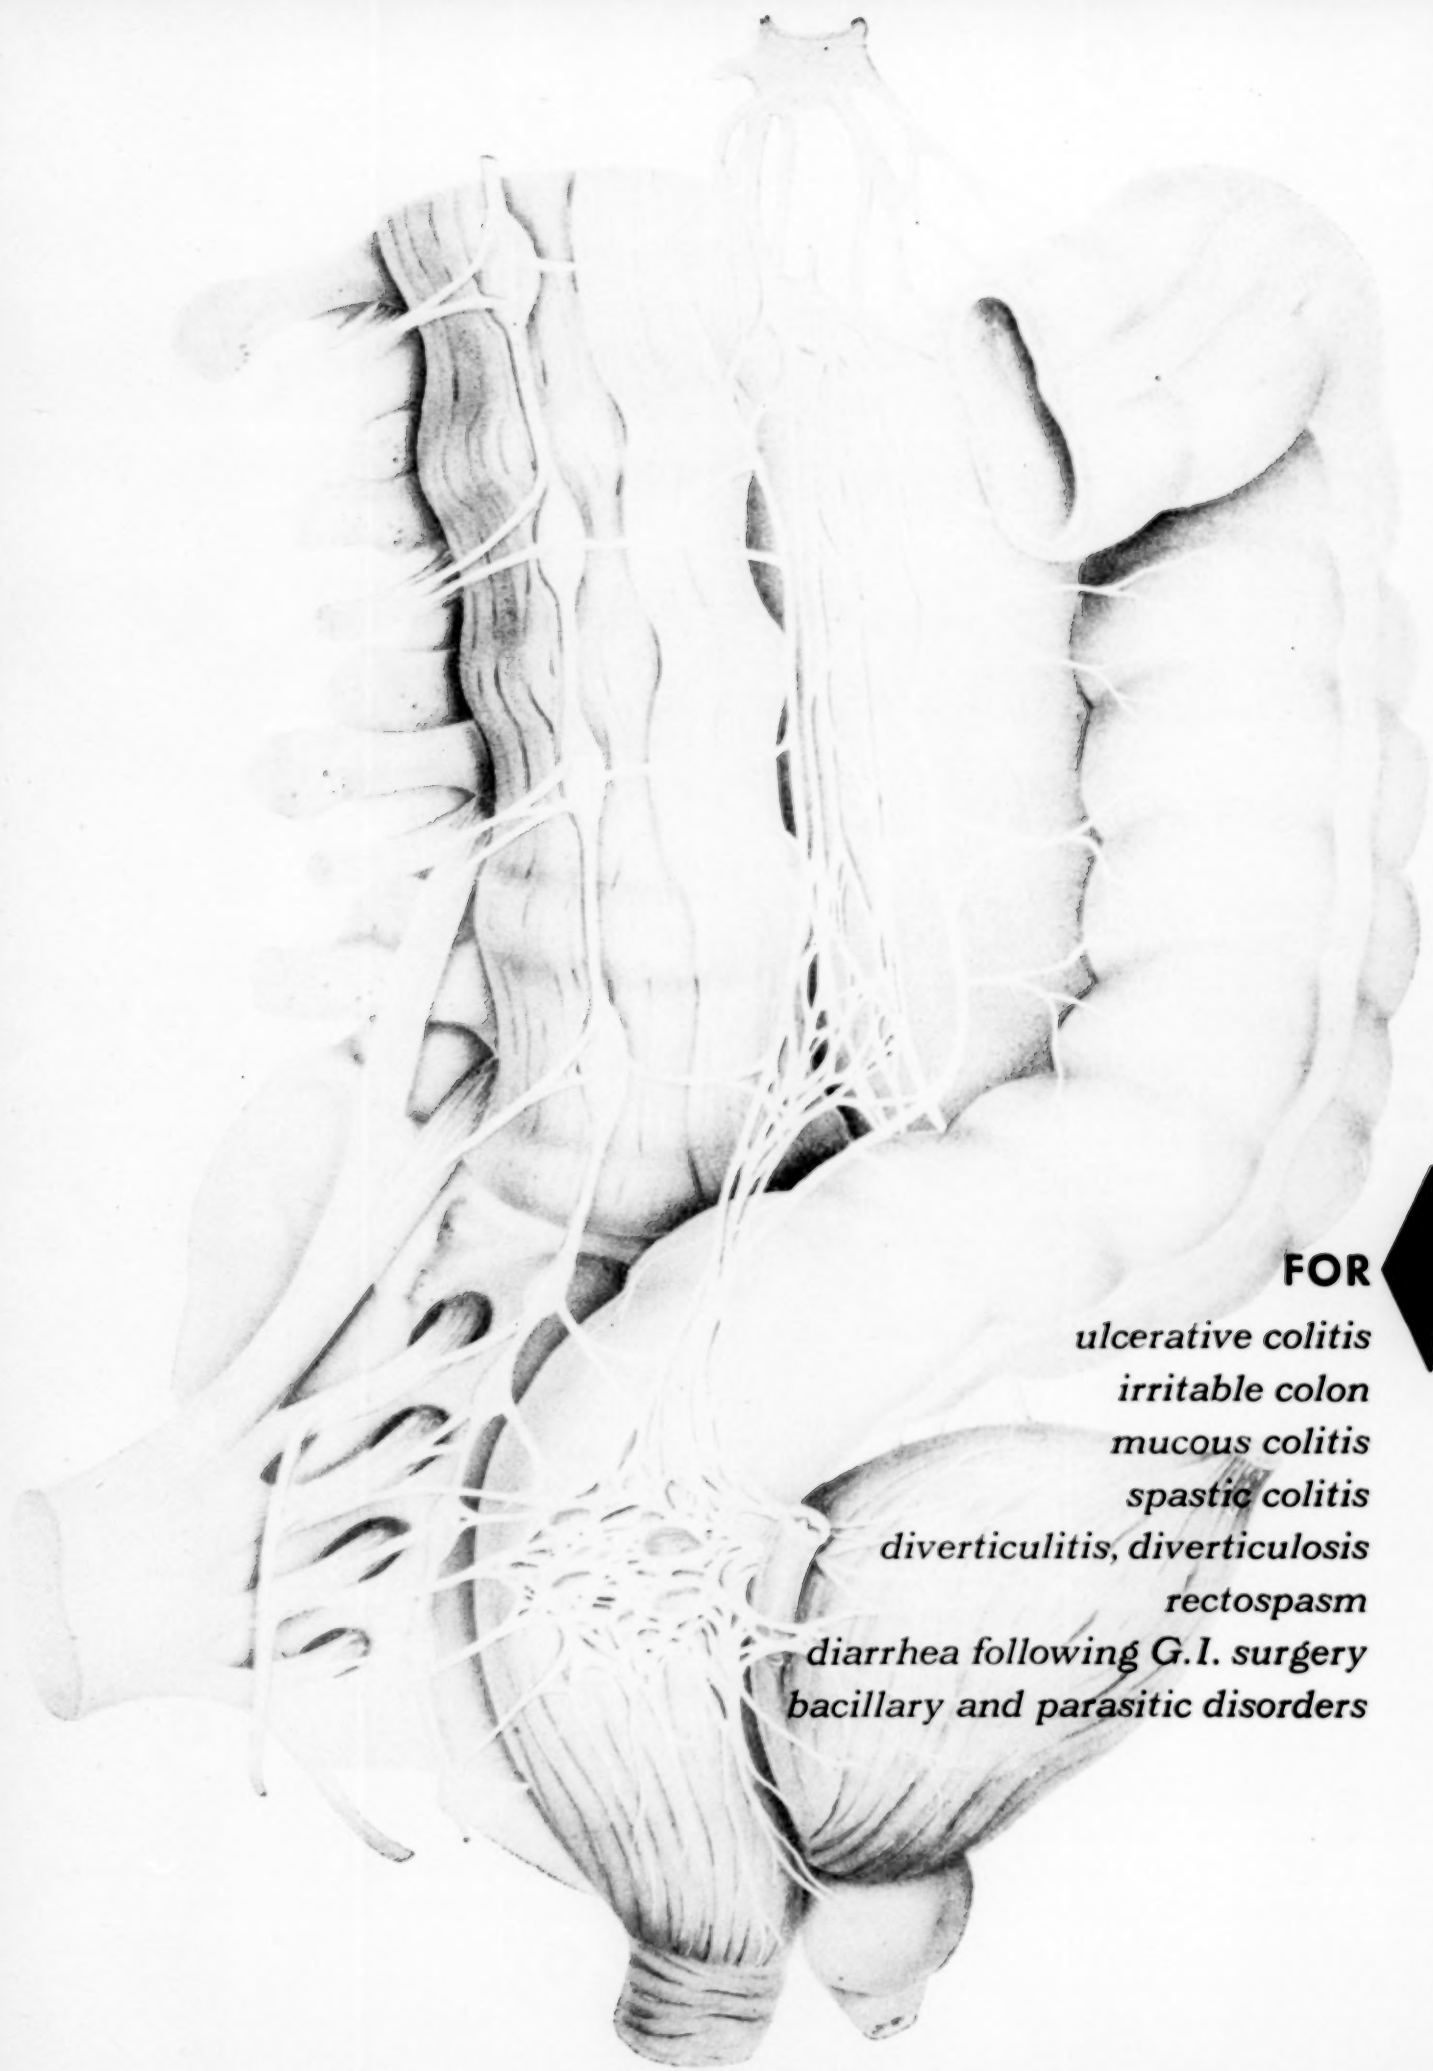 FOR
ulcerative colitis
irritable colon
mucous colitis
spastic colitis
diverticulitis, diverticulosis
rectospasm
diarrhea following G.I. surgery
bacillary and parasitic disorders